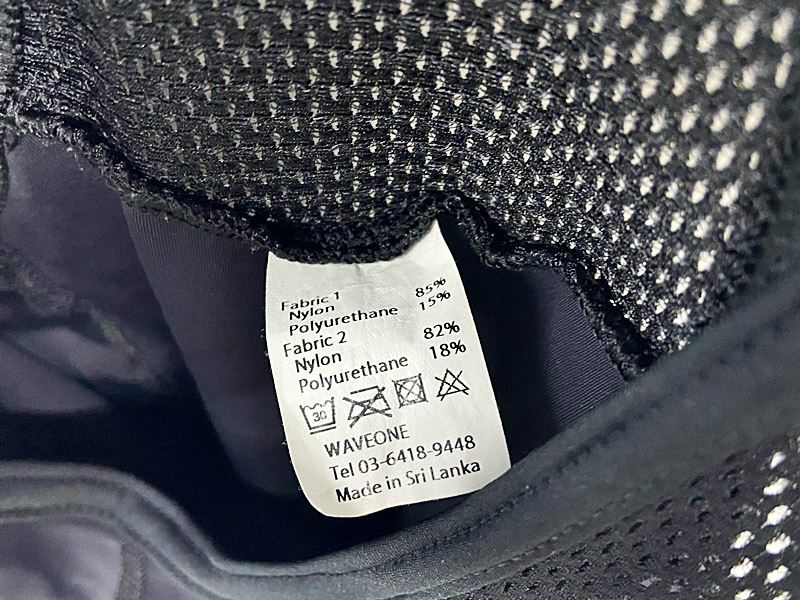 Fabric 1
Nylon 85%
Polyurethane 15%
Fabric 2
Nylon 82%
Polyurethane 18%
30
WAVEONE
Tel 03-6418-9448
Made in Sri Lanka